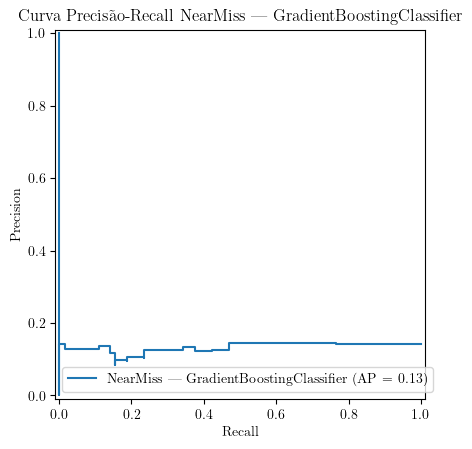 Curva Precisão-Recall NearMiss — GradientBoostingClassifier
1.0
0.8
0.6
0.4
0.2
0.0
Precision
NearMiss — GradientBoostingClassifier (AP = 0.13)
0.0 0.2 0.4 0.6 0.8 1.0
Recall